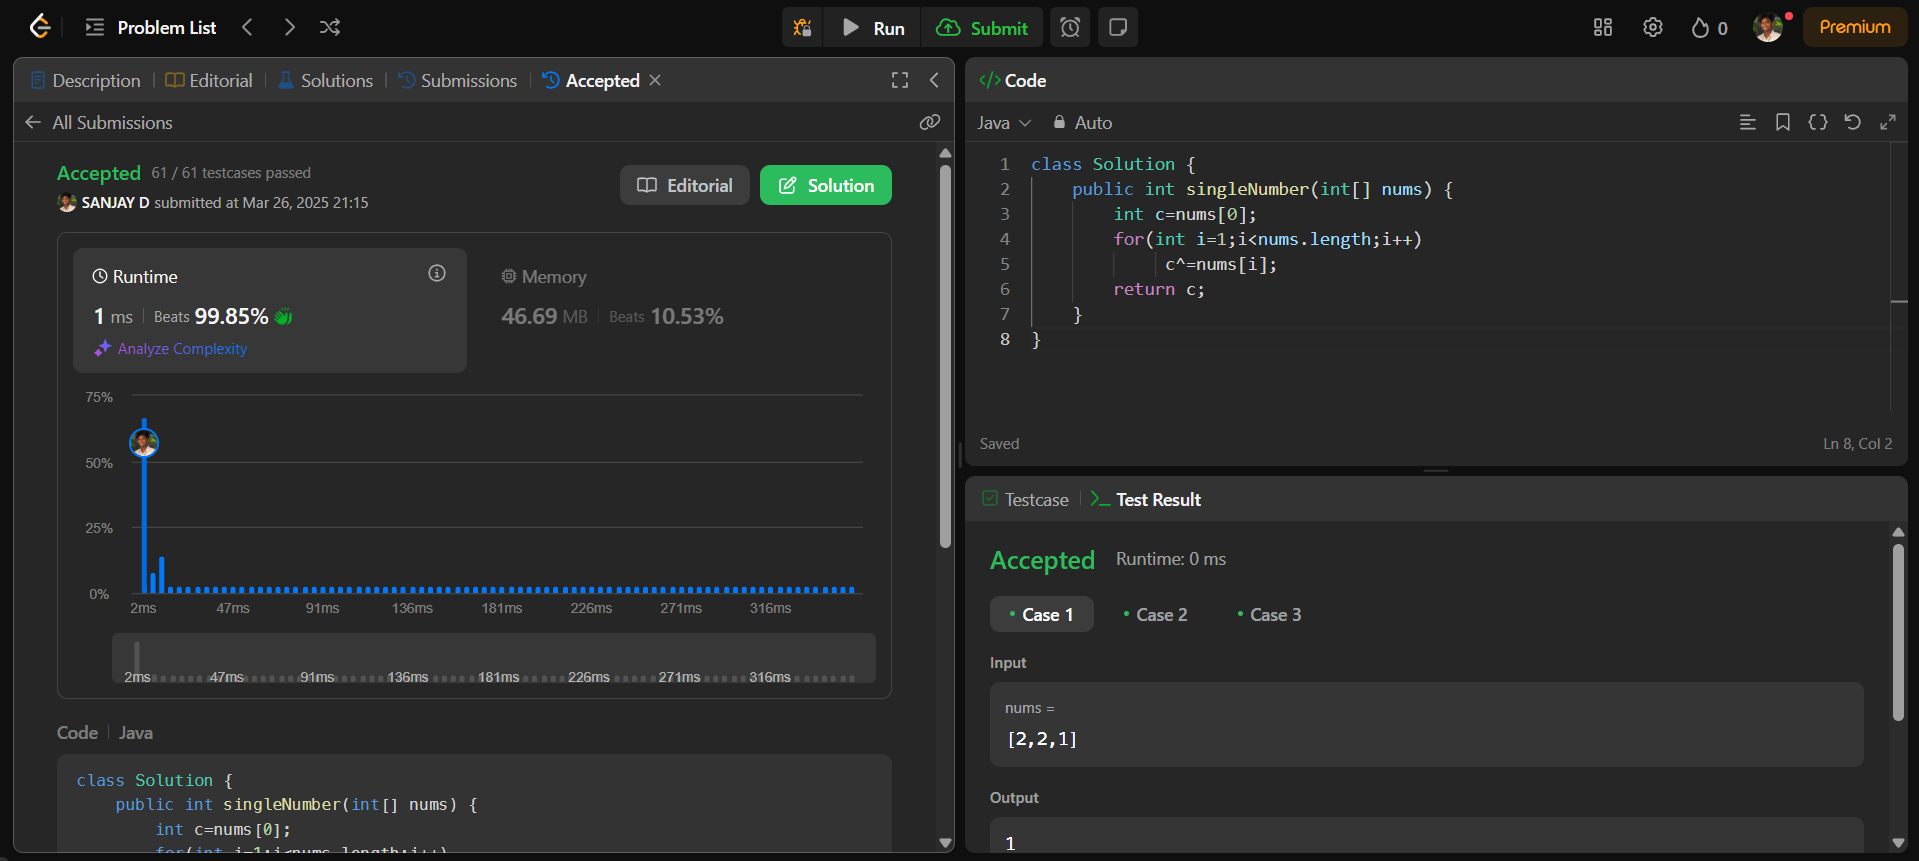 Problem List
Run
Submit
0
Premium
Description
Editorial
Solutions
Submissions
Accepted
All Submissions
Accepted 61 / 61 testcases passed
SANJAY D submitted at Mar 26, 2025 21:15
Editorial
Solution
Runtime
1 ms Beats 99.85%
Analyze Complexity
Memory
46.69 MB Beats 10.53%
75%
50%
25%
0%
2ms 47ms 91ms 136ms 181ms 226ms 271ms 316ms
2ms 47ms 91ms 136ms 181ms 226ms 271ms 316ms
Code Java
class Solution {
public int singleNumber(int[] nums) {
int c=nums[0];
for(int i=1;i<nums.length;i++)
</> Code
Java Auto
1 class Solution {
2 public int singleNumber(int[] nums) {
3 int c=nums[0];
4 for(int i=1;i<nums.length;i++)
5 c^=nums[i];
6 return c;
7 }
8 }
Saved
Ln 8, Col 2
Testcase
Test Result
Accepted Runtime: 0 ms
Case 1
Case 2
Case 3
Input
nums =
[2,2,1]
Output
1